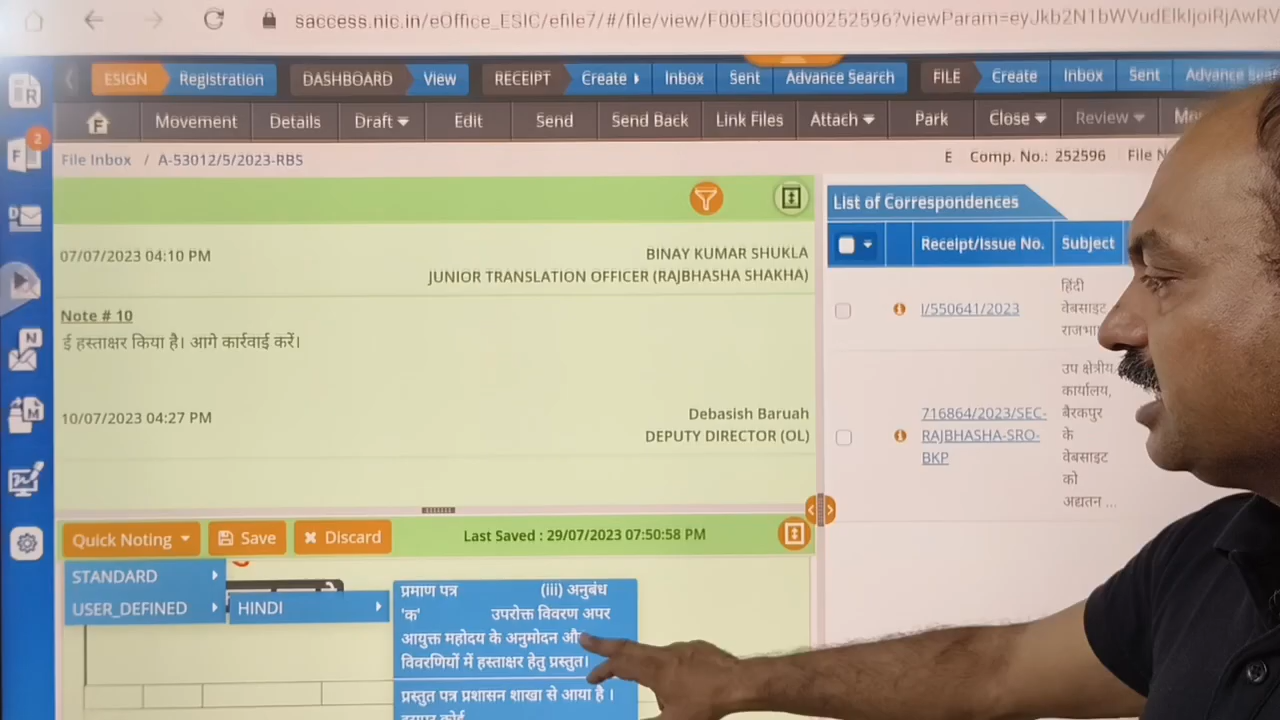 saccess.nic.in/eOffice_ESIC/efile7/#/file/view/F00ESIC0000252596?viewParam=
R
ESIGN Registration DASHBOARD View RECEIPT Create Inbox Sent Advance Search FILE Create Inbox Sent
F Movement Details Draft Edit Send Send Back Link Files Attach Park Close Review
F 2
File Inbox / A-53012/5/2023-RBS E Comp. No.: 252596 File
D
N
M
07/07/2023 04:10 PM BINAY KUMAR SHUKLA
JUNIOR TRANSLATION OFFICER (RAJBHASHA SHAKHA)
Note # 10
ई हस्ताक्षर किया है। आगे कार्रवाई करें।
10/07/2023 04:27 PM Debasish Baruah
DEPUTY DIRECTOR (OL)
List of Correspondences
Receipt/Issue No. Subject
I/550641/2023 हिंदी
वेबसाइट
716864/2023/SEC-
RAJBHASHA-SRO-
BKP
उप क्षेत्रीय
कार्यालय,
बैरकपुर
के
वेबसाइट
को
अद्यतन ...
Quick Noting Save Discard Last Saved : 29/07/2023 07:50:58 PM
STANDARD
USER_DEFINED HINDI
प्रमाण पत्र (iii) अनुबंध
'क' उपरोक्त विवरण अपर
आयुक्त महोदय के अनुमोदन
विवरणियों में हस्ताक्षर हेतु प्रस्तुत।
प्रस्तुत पत्र प्रशासन शाखा से आया है ।